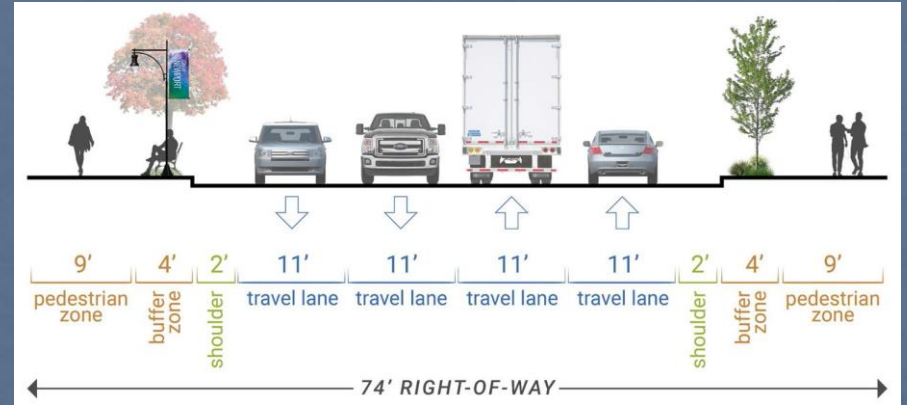 NEWPORT
9'
4'
2'
11'
11'
11'
11'
2'
4'
9'
pedestrian
zone
buffer
zone
shoulder
travel lane
travel lane
travel lane
travel lane
shoulder
buffer
zone
pedestrian
zone
74' RIGHT-OF-WAY